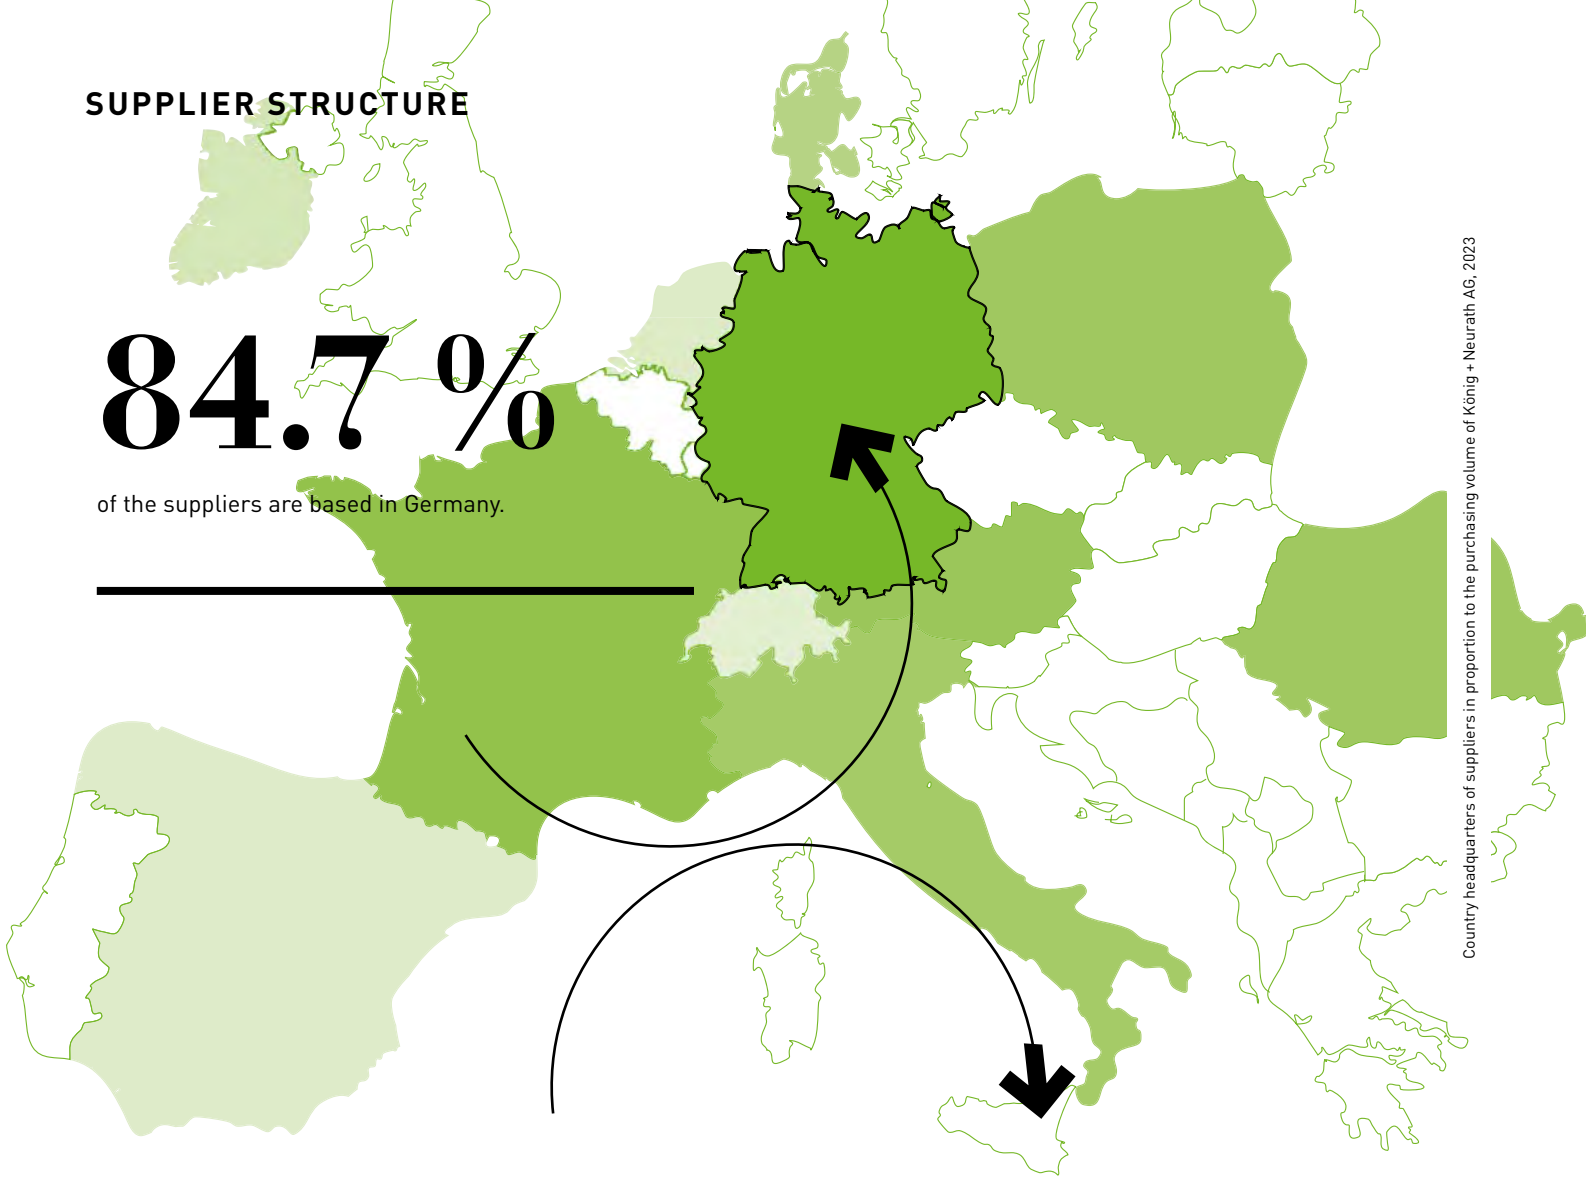 SUPPLIER STRUCTURE
84.7 %
of the suppliers are based in Germany.
Country headquarters of suppliers in proportion to the purchasing volume of König + Neurath AG, 2023